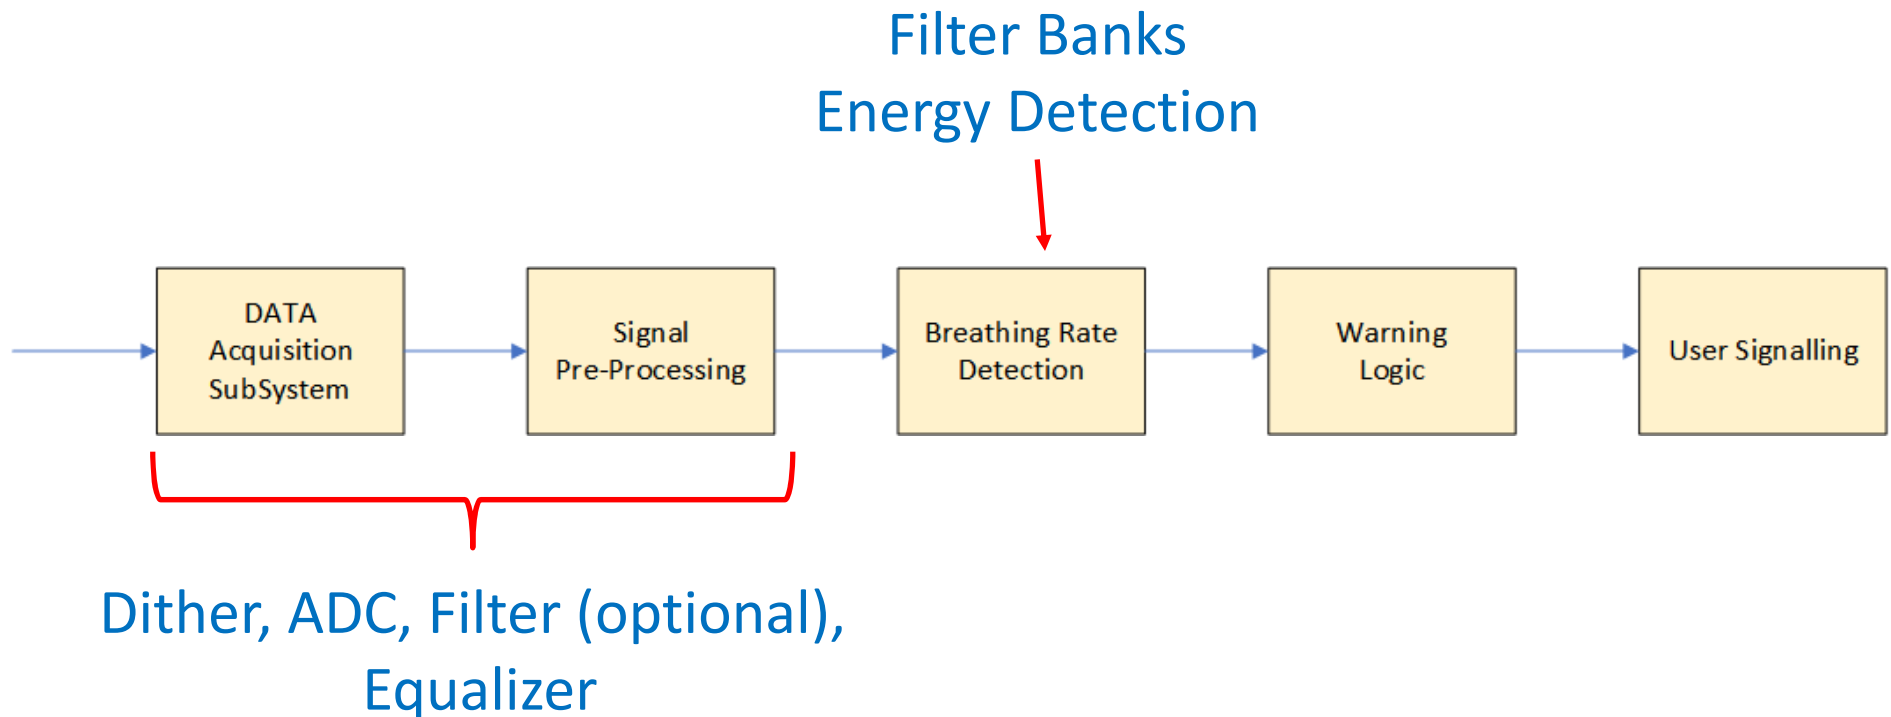 Filter Banks
Energy Detection
DATA
Acquisition
SubSystem
Signal
Pre-Processing
Breathing Rate
Detection
Warning
Logic
User Signalling
Dither, ADC, Filter (optional),
Equalizer